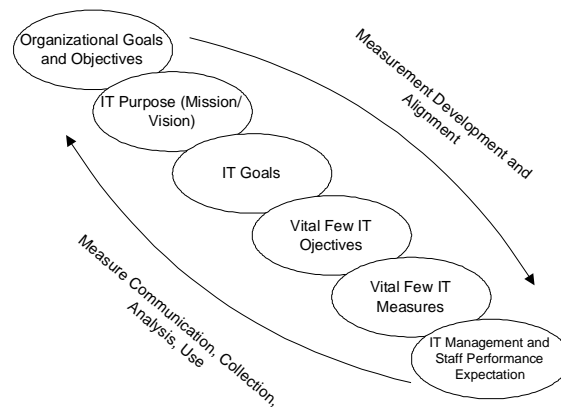 Organizational Goals
and Objectives
IT Purpose (Mission/
Vision)
IT Goals
Vital Few IT
Ojectives
Vital Few IT
Measures
IT Management and
Staff Performance
Expectation
Measurement Development and
Alignment
Measure Communication, Collection,
Analysis, Use